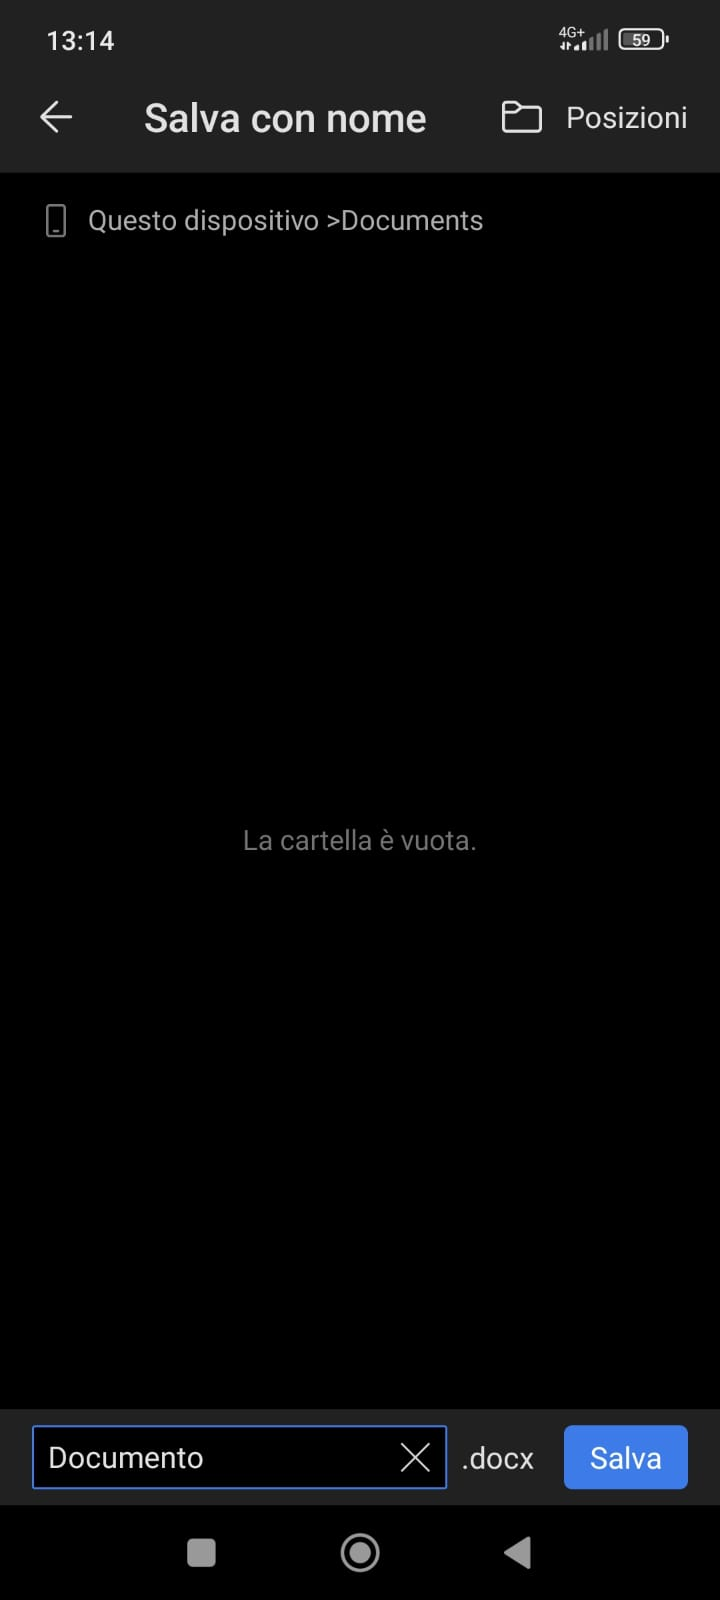 13:14
4G+
59
Salva con nome
Posizioni
Questo dispositivo >Documents
La cartella è vuota.
Documento
.docx
Salva